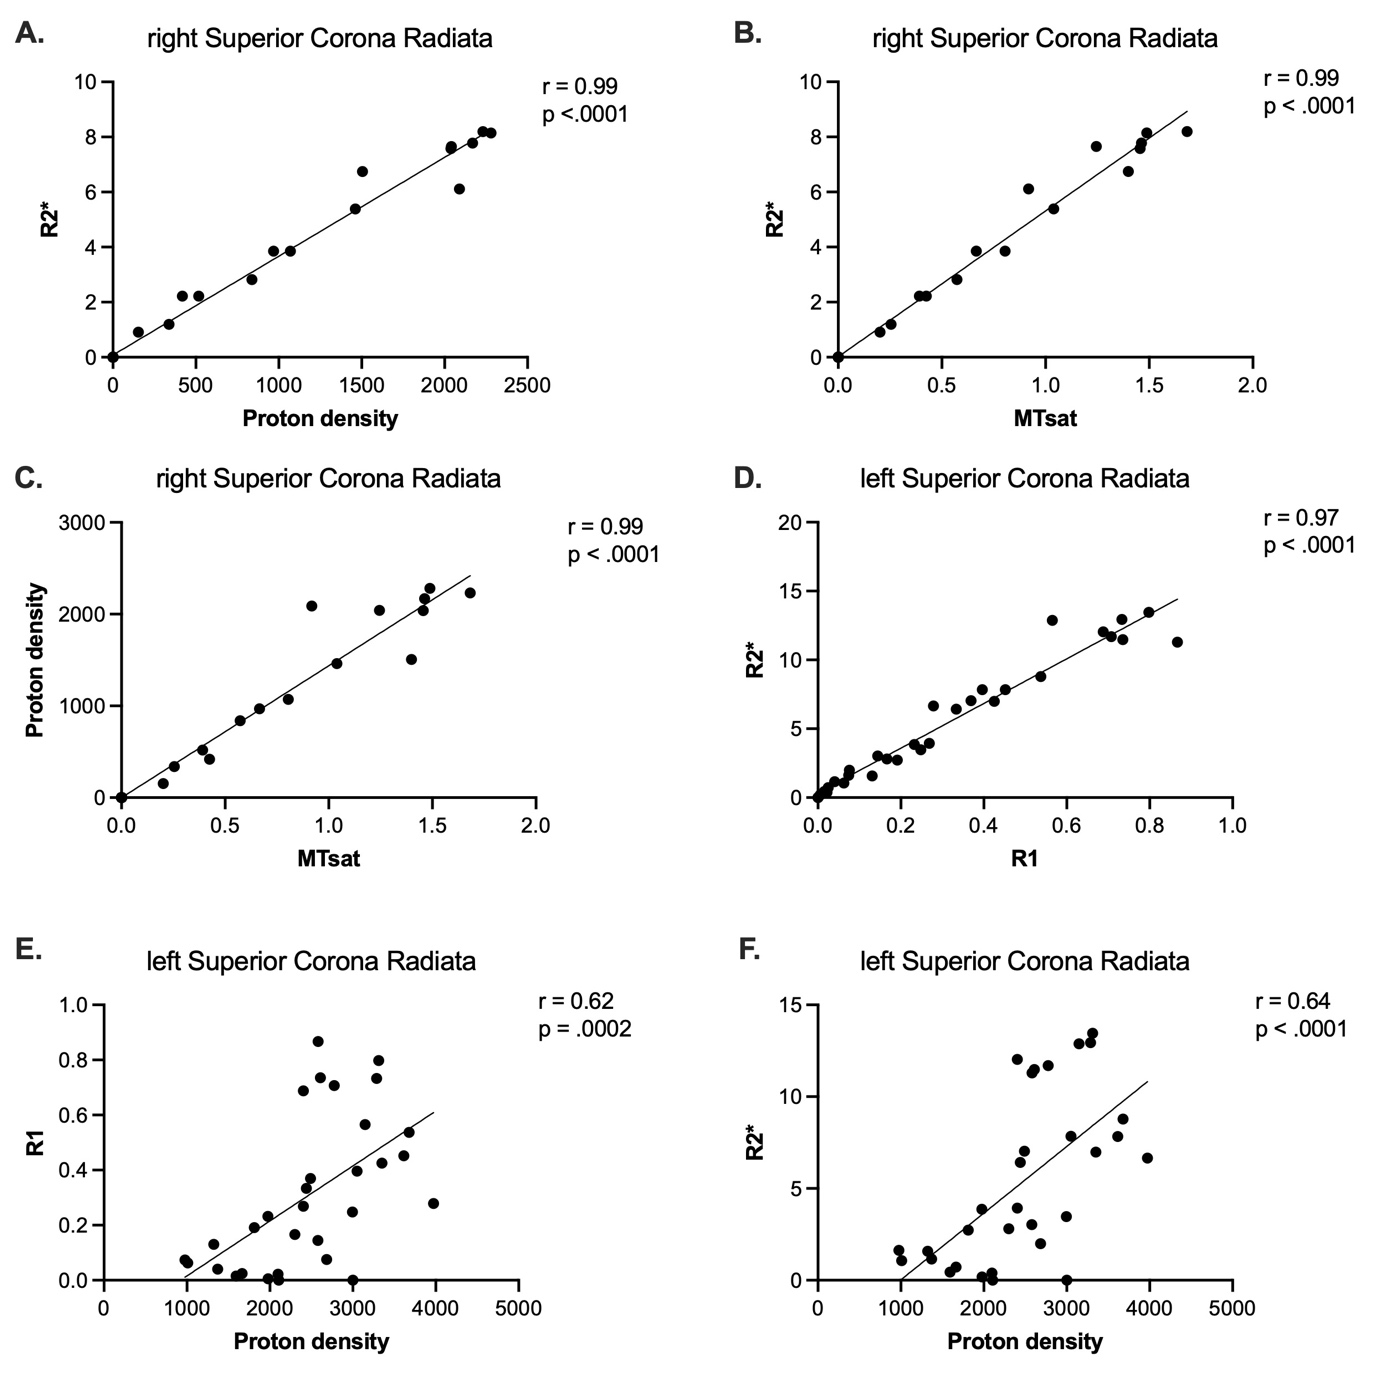 A.
right Superior Corona Radiata
r = 0.99
p <.0001
10
8
6
4
2
0
R2*
0 500 1000 1500 2000 2500
Proton density
B.
right Superior Corona Radiata
r = 0.99
p < .0001
10
8
6
4
2
0
R2*
0.0 0.5 1.0 1.5 2.0
MTsat
C.
right Superior Corona Radiata
r = 0.99
p < .0001
3000
2000
1000
0
Proton density
0.0 0.5 1.0 1.5 2.0
MTsat
D.
left Superior Corona Radiata
r = 0.97
p < .0001
20
15
10
5
0
R2*
0.0 0.2 0.4 0.6 0.8 1.0
R1
E.
left Superior Corona Radiata
r = 0.62
p = .0002
1.0
0.8
0.6
0.4
0.2
0.0
R1
0 1000 2000 3000 4000 5000
Proton density
F.
left Superior Corona Radiata
r = 0.64
p < .0001
15
10
5
0
R2*
0 1000 2000 3000 4000 5000
Proton density